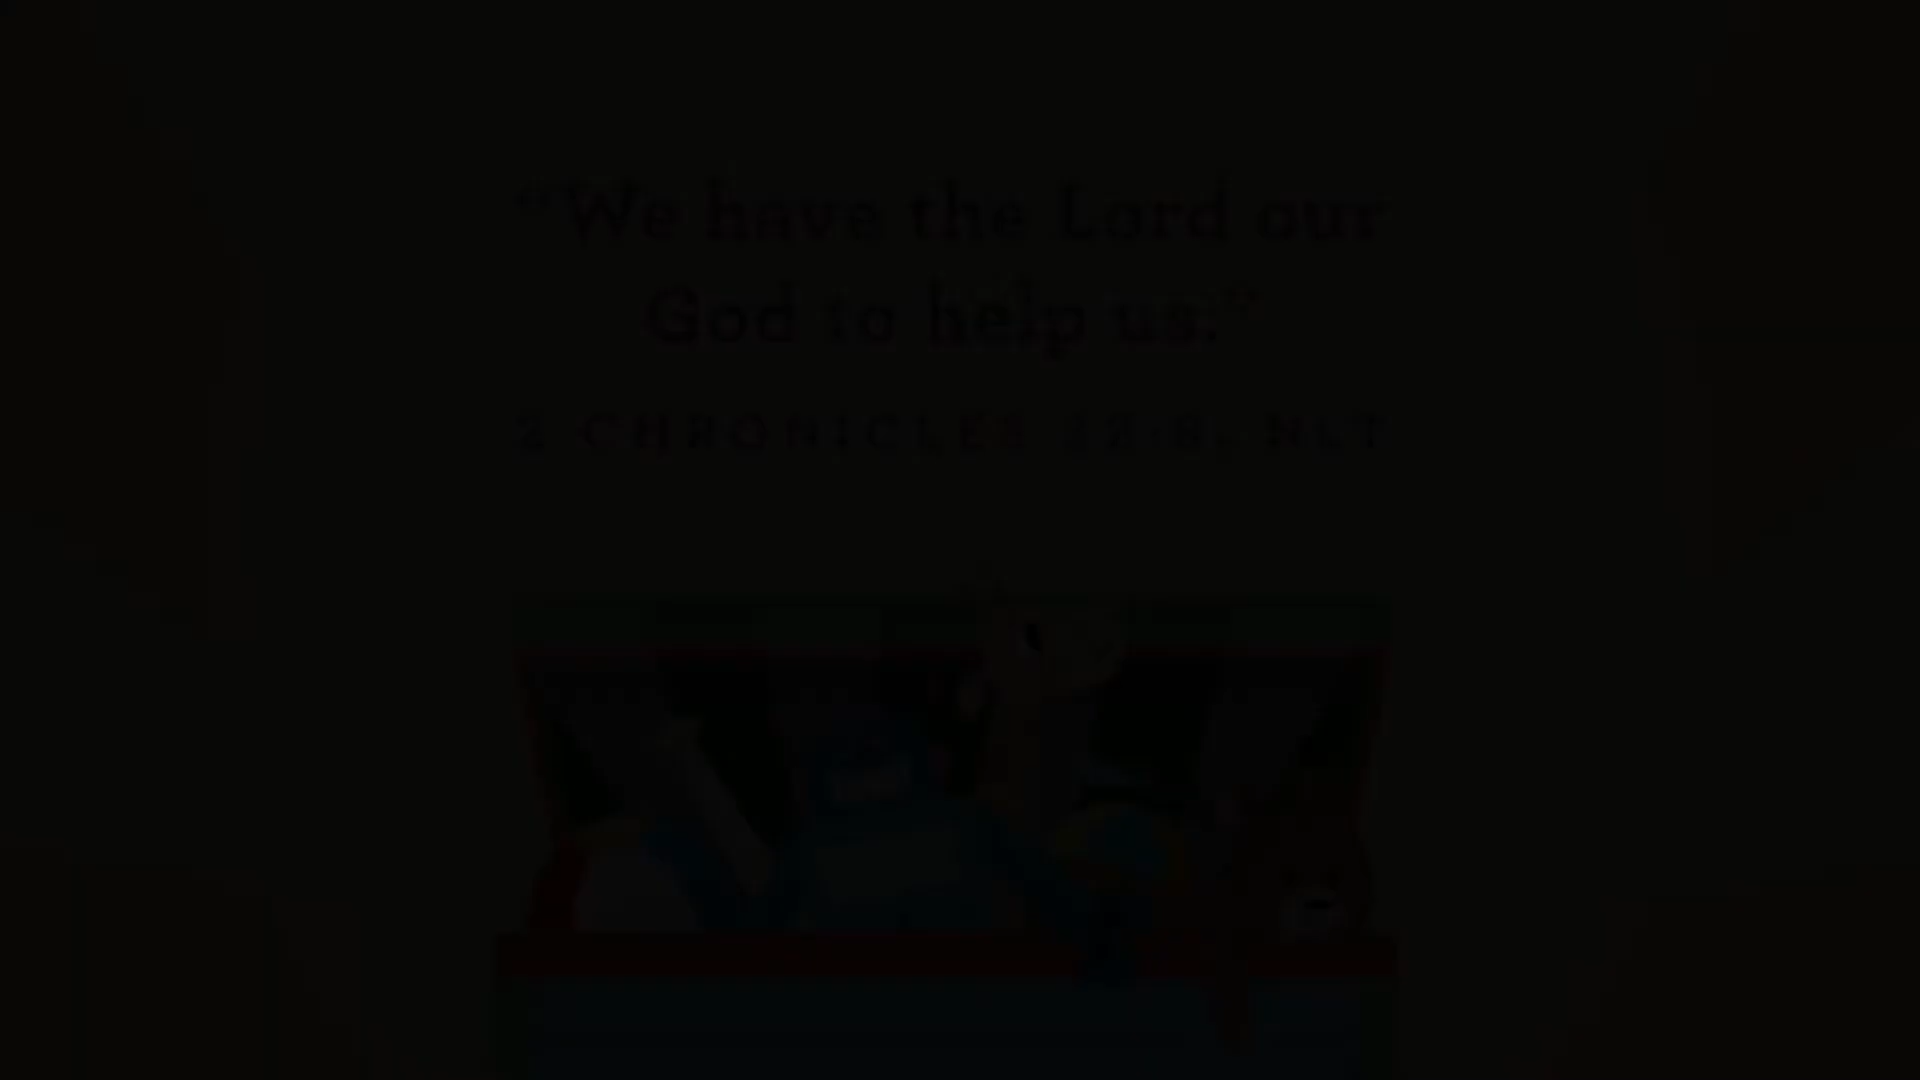 “We have the Lord our
God to help us.”
2 CHRONICLES 32:8, NLT